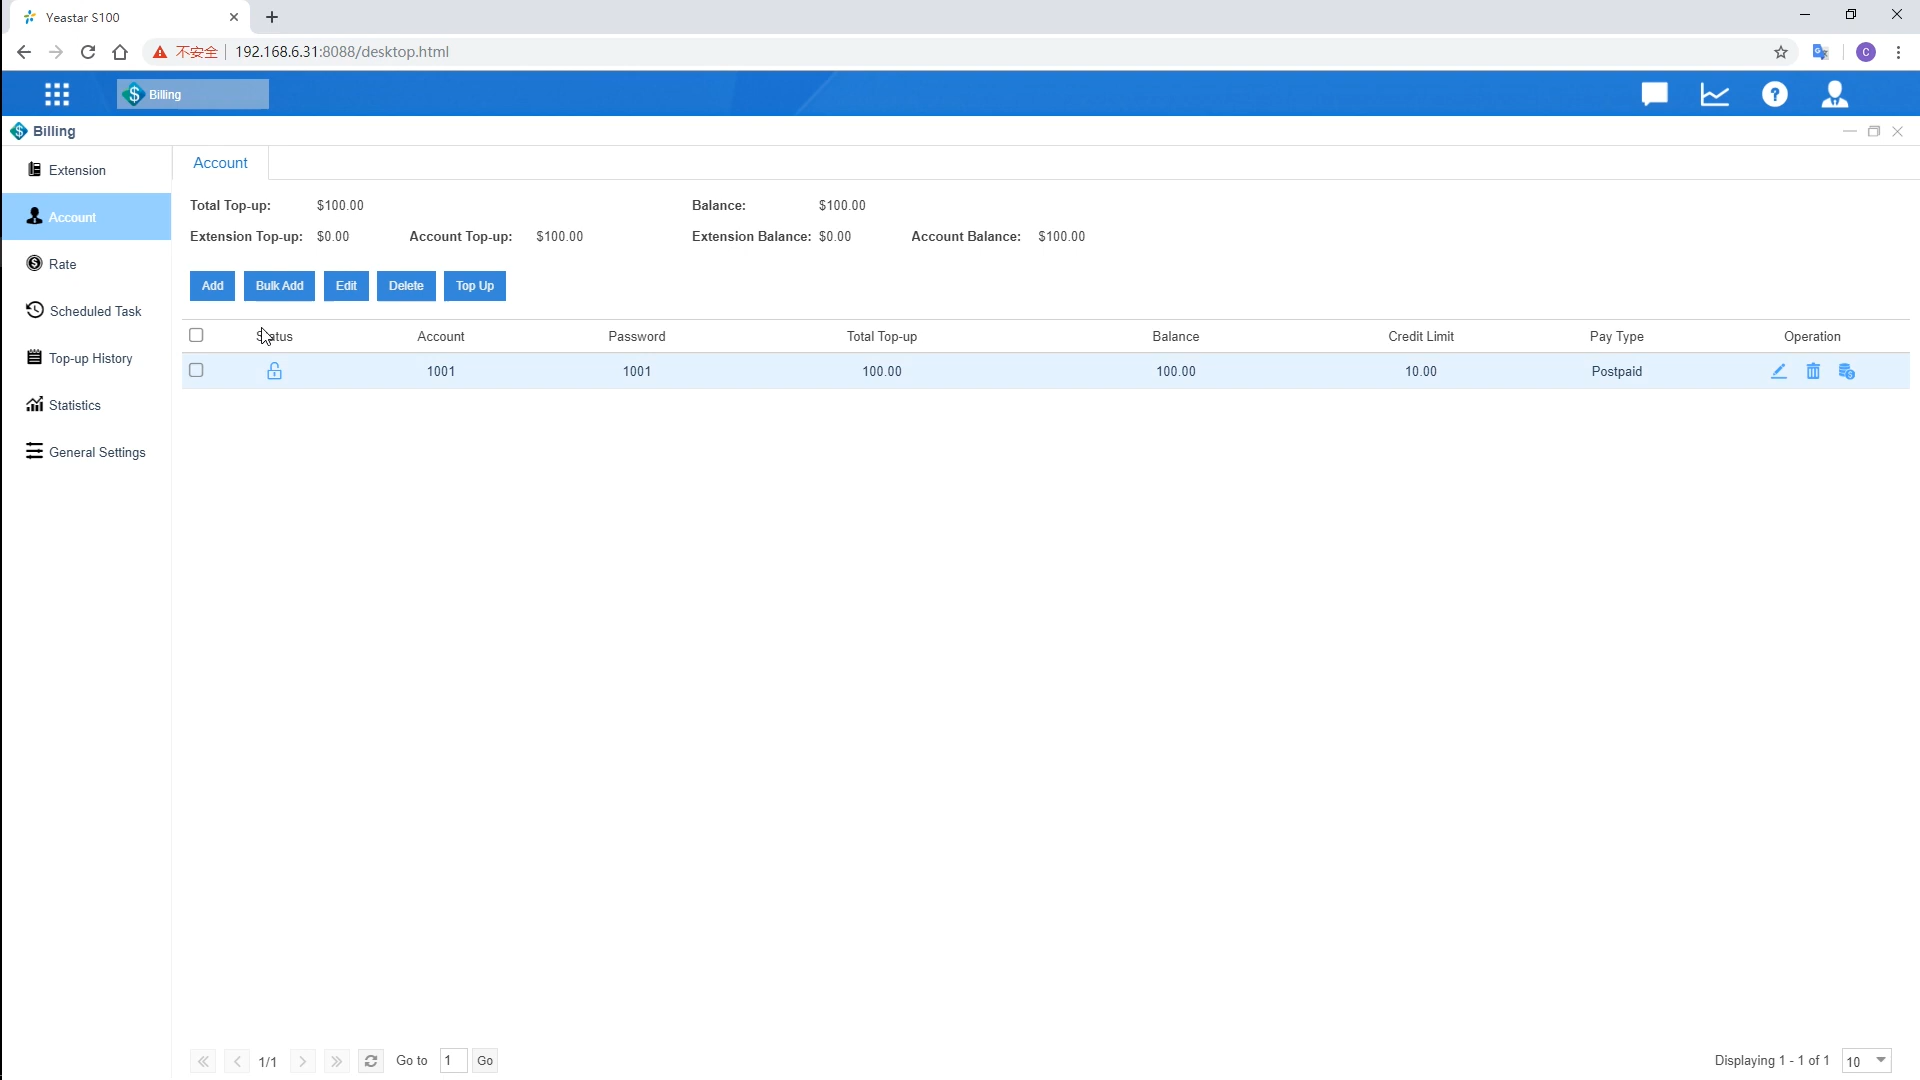 Yeastar S100
不安全 192.168.6.31:8088/desktop.html
C
Billing
Billing
Extension
Account
Rate
Scheduled Task
Top-up History
Statistics
General Settings
Account
Total Top-up: $100.00 Balance: $100.00
Extension Top-up: $0.00 Account Top-up: $100.00 Extension Balance: $0.00 Account Balance: $100.00
Add Bulk Add Edit Delete Top Up
Status Account Password Total Top-up Balance Credit Limit Pay Type Operation
1001 1001 100.00 100.00 10.00 Postpaid
1/1 Go to 1 Go Displaying 1 - 1 of 1 10